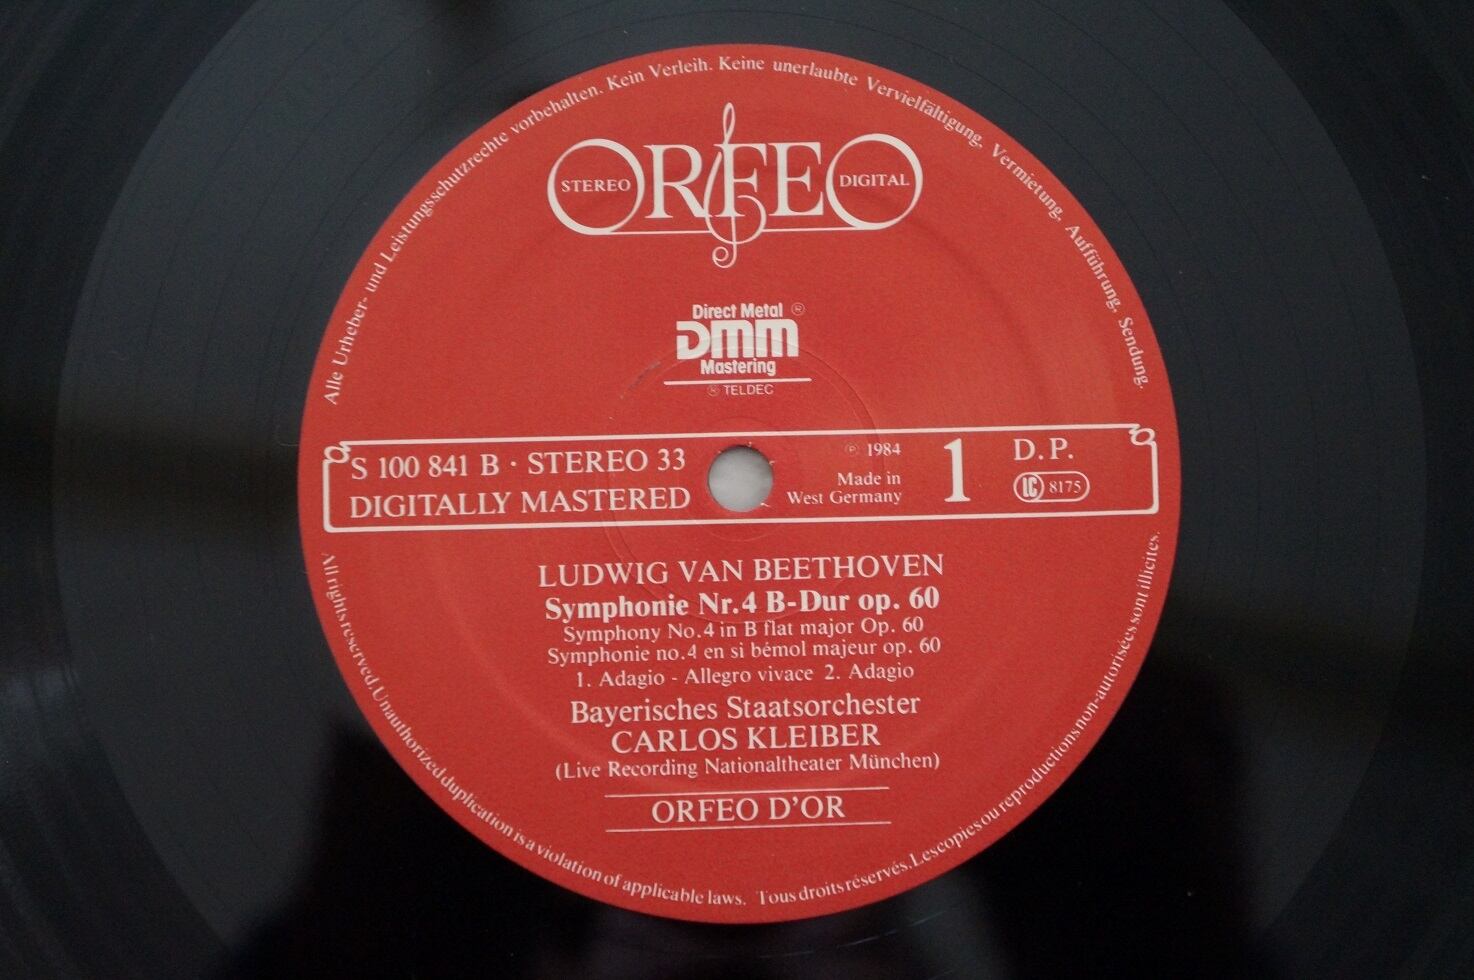 Alle Urheber- und Leistungsschutzrechte vorbehalten. Kein Verleih. Keine unerlaubte Vervielfältigung, Vermietung, Aufführung, Sendung.
ORFEO
STEREO
DIGITAL
Direct Metal ®
DMM
Mastering
® TELDEC
S 100 841 B · STEREO 33
DIGITALLY MASTERED
℗ 1984
Made in
West Germany
1
D.P.
LC 8175
LUDWIG VAN BEETHOVEN
Symphonie Nr. 4 B-Dur op. 60
Symphony No. 4 in B flat major Op. 60
Symphonie no. 4 en si bémol majeur op. 60
1. Adagio - Allegro vivace 2. Adagio
Bayerisches Staatsorchester
CARLOS KLEIBER
(Live Recording Nationaltheater München)
ORFEO D'OR
All rights reserved. Unauthorized duplication is a violation of applicable laws. Tous droits réservés. Les copies ou reproductions non-autorisées sont illicites.